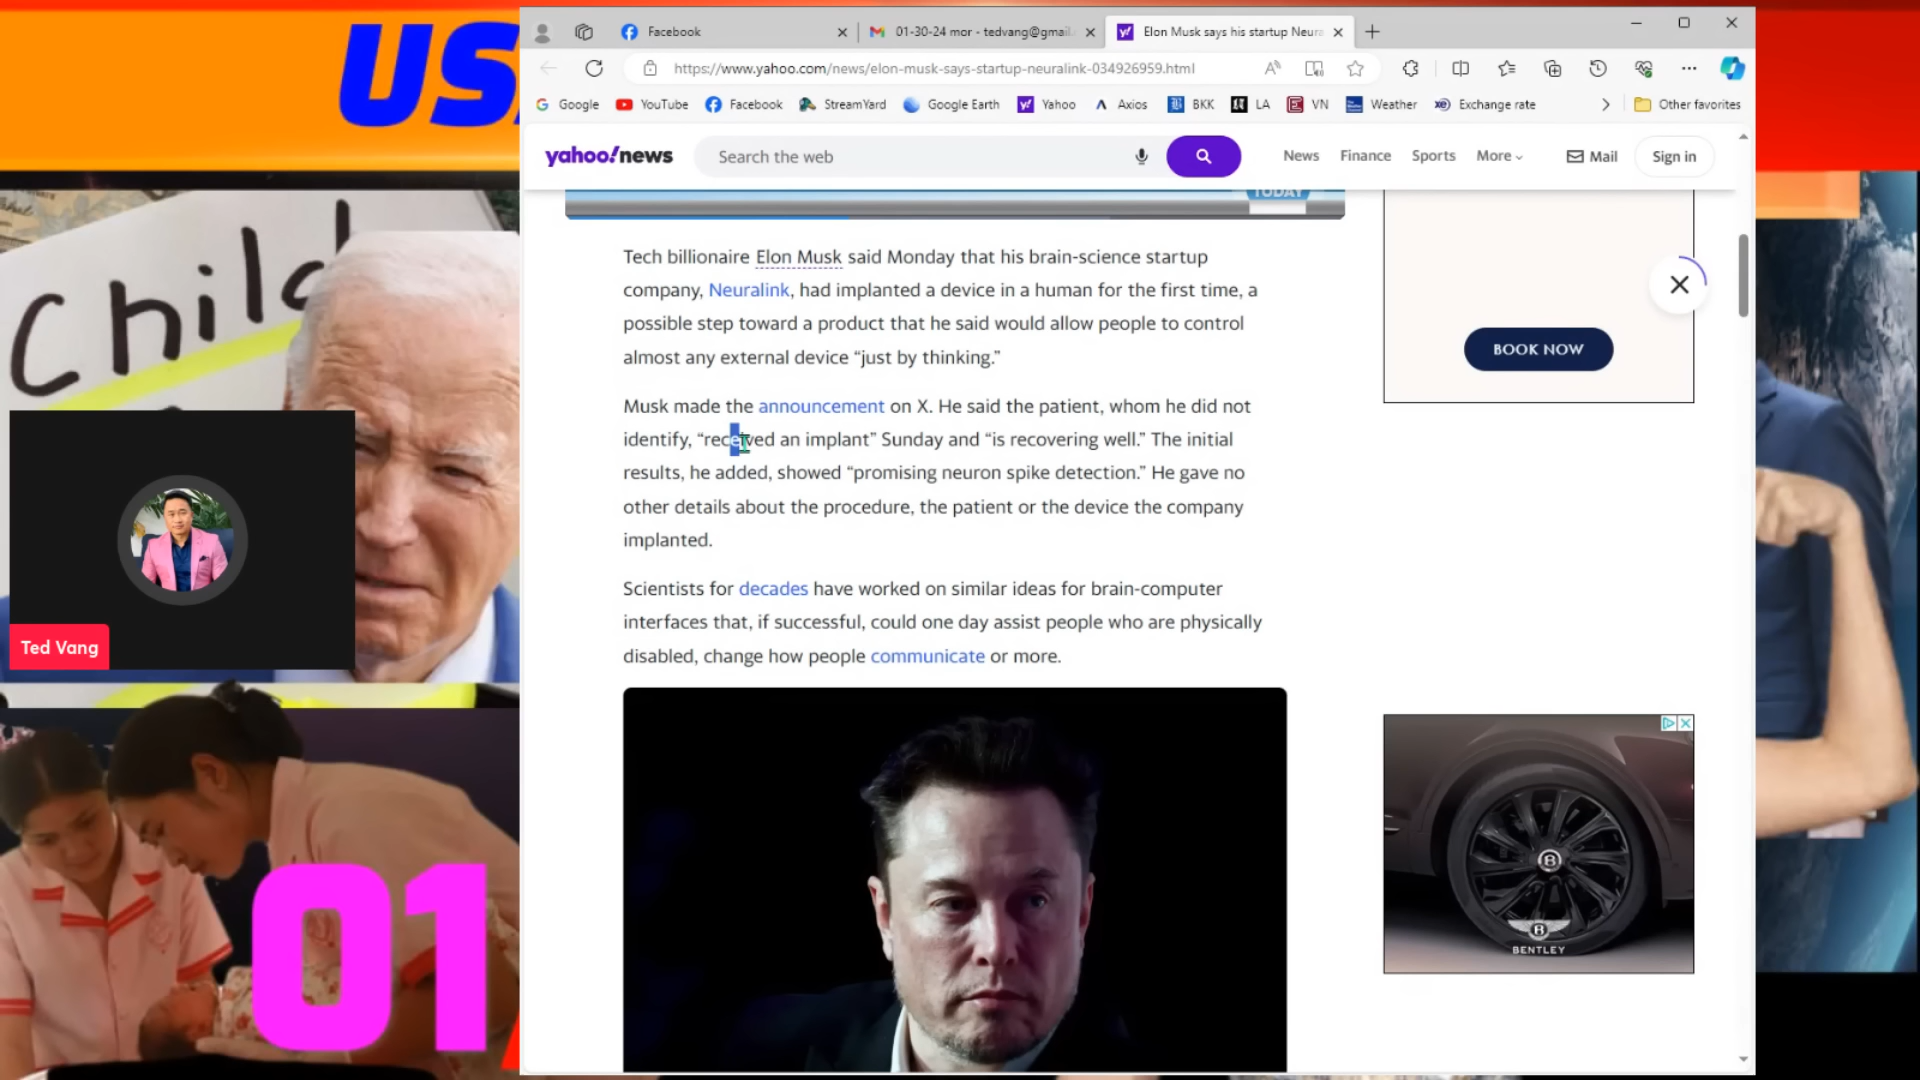 US
Facebook
01-30-24 mor - tedvang@gmail.
Elon Musk says his startup Neura
https://www.yahoo.com/news/elon-musk-says-startup-neuralink-034926959.html
Google
YouTube
Facebook
StreamYard
Google Earth
Yahoo
Axios
BKK
LA
VN
Weather
Exchange rate
Other favorites
yahoo!news
Search the web
News
Finance
Sports
More
Mail
Sign in
TODAY
Tech billionaire Elon Musk said Monday that his brain-science startup
company, Neuralink, had implanted a device in a human for the first time, a
possible step toward a product that he said would allow people to control
almost any external device “just by thinking.”
Musk made the announcement on X. He said the patient, whom he did not
identify, “received an implant” Sunday and “is recovering well.” The initial
results, he added, showed “promising neuron spike detection.” He gave no
other details about the procedure, the patient or the device the company
implanted.
Scientists for decades have worked on similar ideas for brain-computer
interfaces that, if successful, could one day assist people who are physically
disabled, change how people communicate or more.
BOOK NOW
B
B
BENTLEY
Child
Ted Vang
01